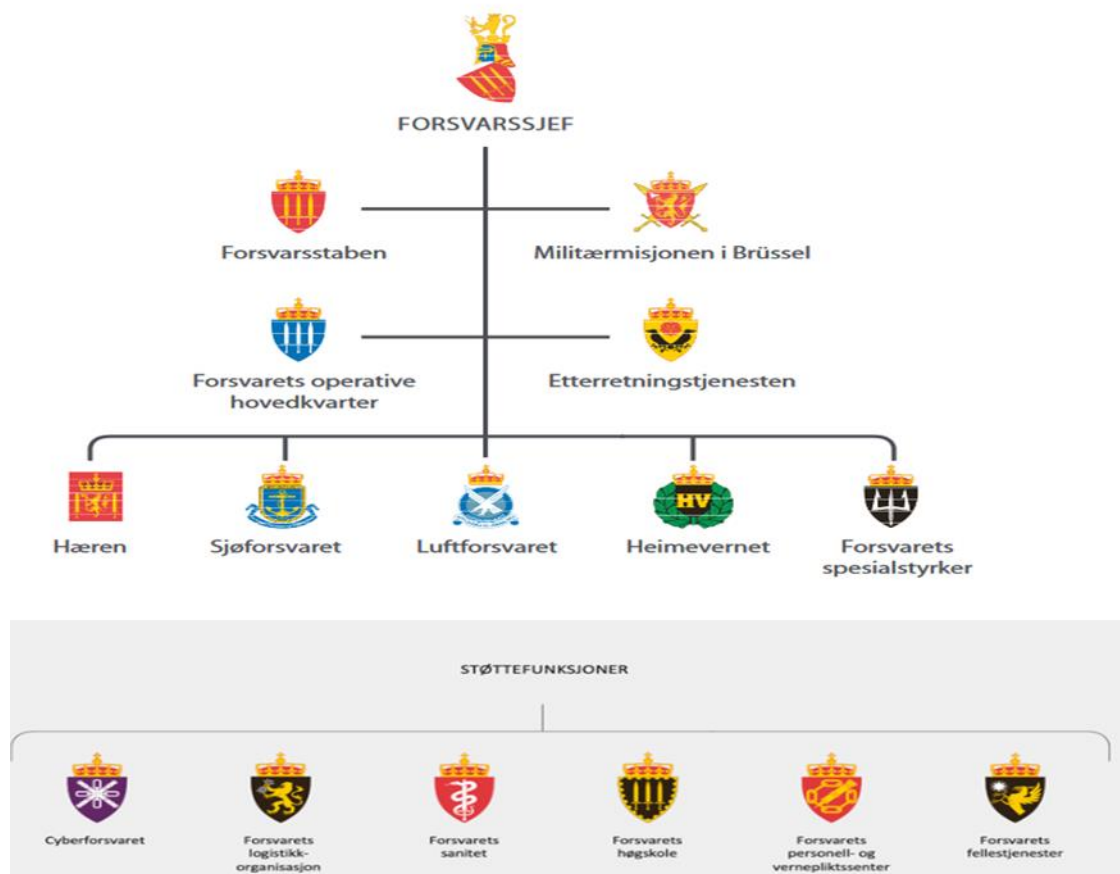 FORSVARSSJEF
Forsvarsstaben
Militærmisjonen i Brüssel
Forsvarets operative
hovedkvarter
Etterretningstjenesten
HV
Hæren
Sjøforsvaret
Luftforsvaret
Heimevernet
Forsvarets
spesialstyrker
STØTTEFUNKSJONER
Cyberforsvaret
Forsvarets
logistikk-
organisasjon
Forsvarets
sanitet
Forsvarets
høgskole
Forsvarets
personell- og
vernepliktssenter
Forsvarets
fellestjenester